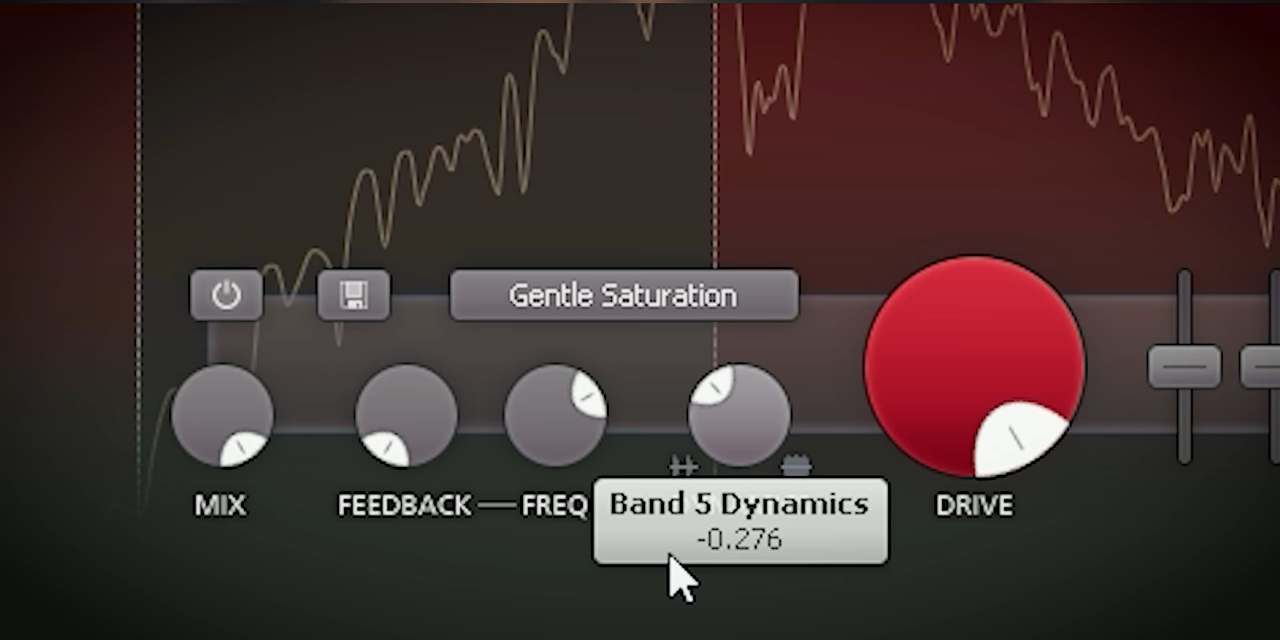 Gentle Saturation
MIX
FEEDBACK
FREQ
Band 5 Dynamics
-0.276
DRIVE